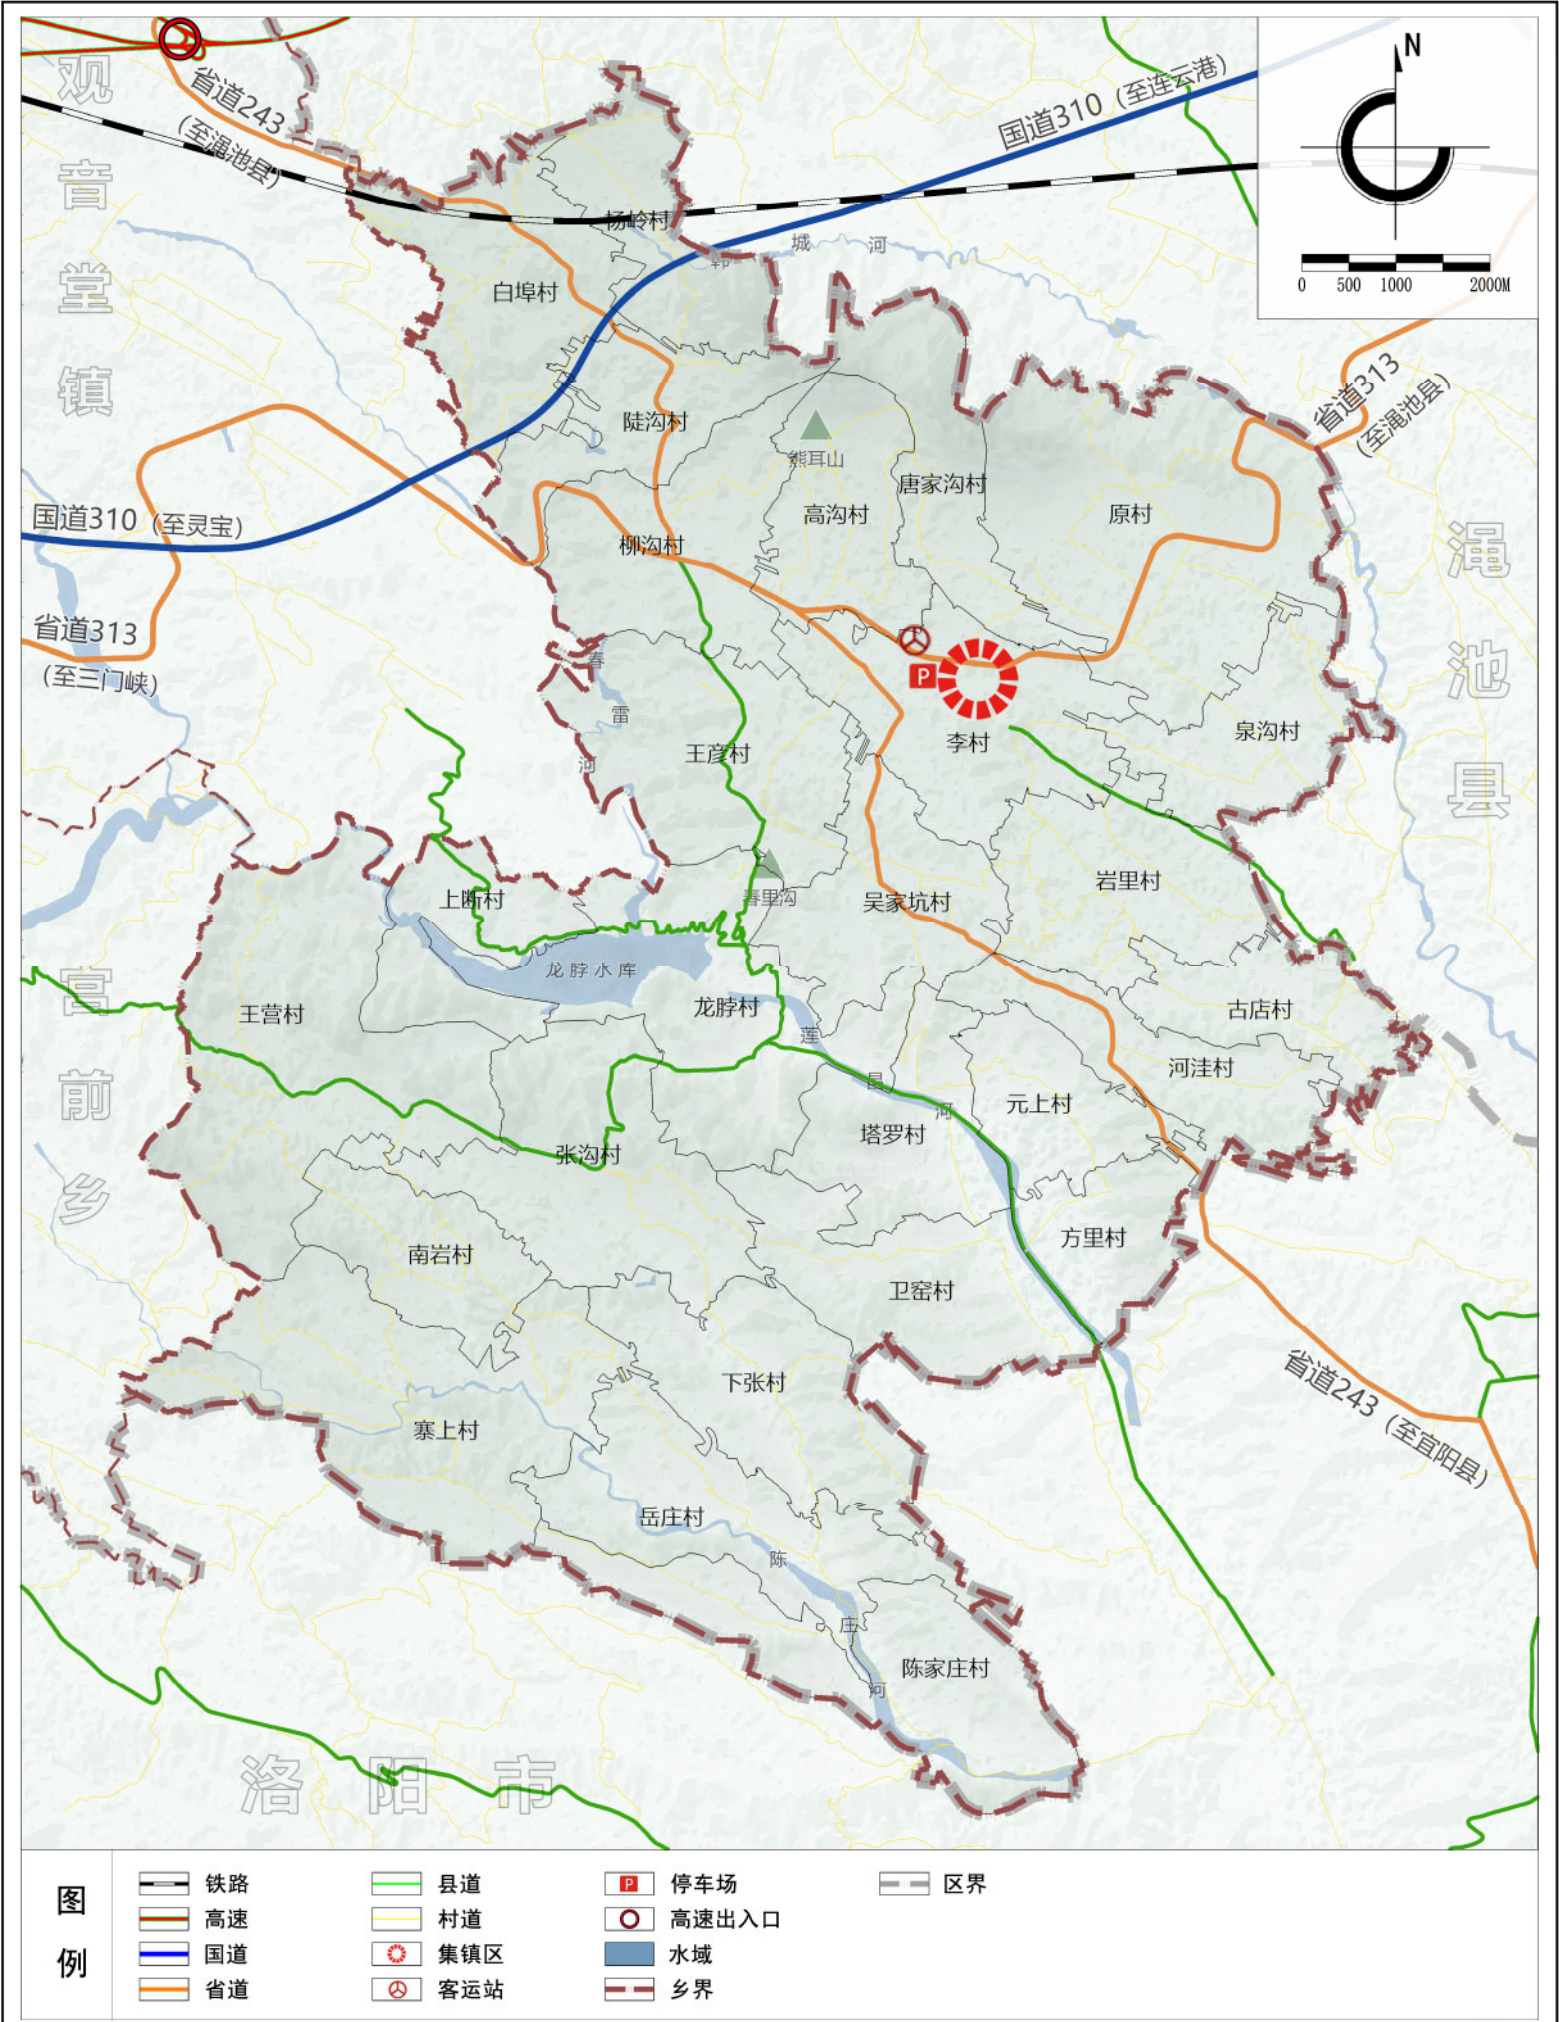 观音堂镇
省道243
(至渑池县)
国道310 (至连云港)
N
0 500 1000 2000M
杨岭村
城
河
白埠村
省道313
(至渑池县)
陡沟村
熊耳山
唐家沟村
高沟村
原村
国道310 (至灵宝)
柳沟村
渑池县
省道313
(至三门峡)
P
春
雷
河
王彦村
李村
泉沟村
上断村
春里沟
吴家坑村
岩里村
龙脖水库
宫前乡
王营村
龙脖村
莲
昌
河
古店村
河洼村
元上村
塔罗村
张沟村
南岩村
方里村
卫窑村
下张村
省道243 (至宜阳县)
寨上村
岳庄村
陈
庄
河
陈家庄村
洛阳市
图例
铁路
高速
国道
省道
县道
村道
集镇区
客运站
P 停车场
高速出入口
水域
乡界
区界